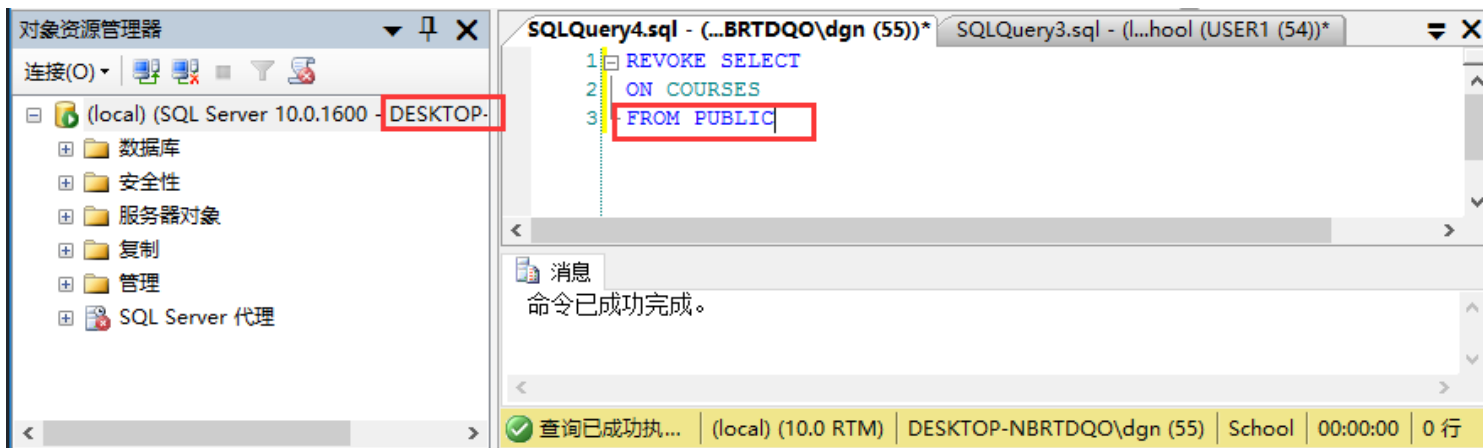 对象资源管理器
连接(O)
(local) (SQL Server 10.0.1600 - DESKTOP-
数据库
安全性
服务器对象
复制
管理
SQL Server 代理
SQLQuery4.sql - (...BRTDQO\dgn (55))* SQLQuery3.sql - (l...hool (USER1 (54))*
1 REVOKE SELECT
2 ON COURSES
3 FROM PUBLIC
消息
命令已成功完成。
查询已成功执... (local) (10.0 RTM) DESKTOP-NBRTDQO\dgn (55) School 00:00:00 0 行